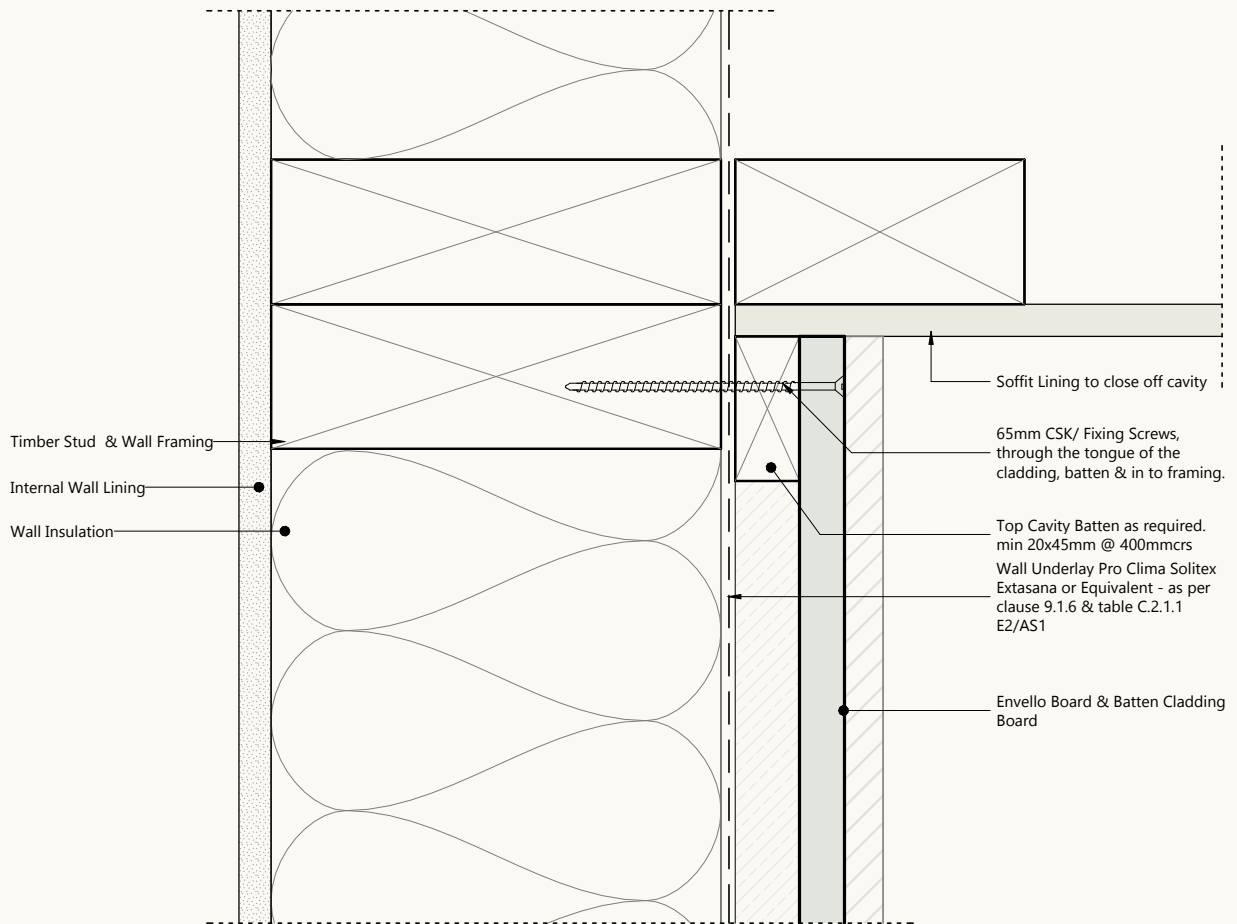 Timber Stud  & Wall Framing
Internal Wall Lining
Wall Insulation
Soffit Lining to close off cavity
65mm CSK/ Fixing Screws,
through the tongue of the
cladding, batten & in to framing.
Top Cavity Batten as required.
min 20x45mm @ 400mmcrs
Wall Underlay Pro Clima Solitex
Extasana or Equivalent - as per
clause 9.1.6 & table C.2.1.1
E2/AS1
Envello Board & Batten Cladding
Board